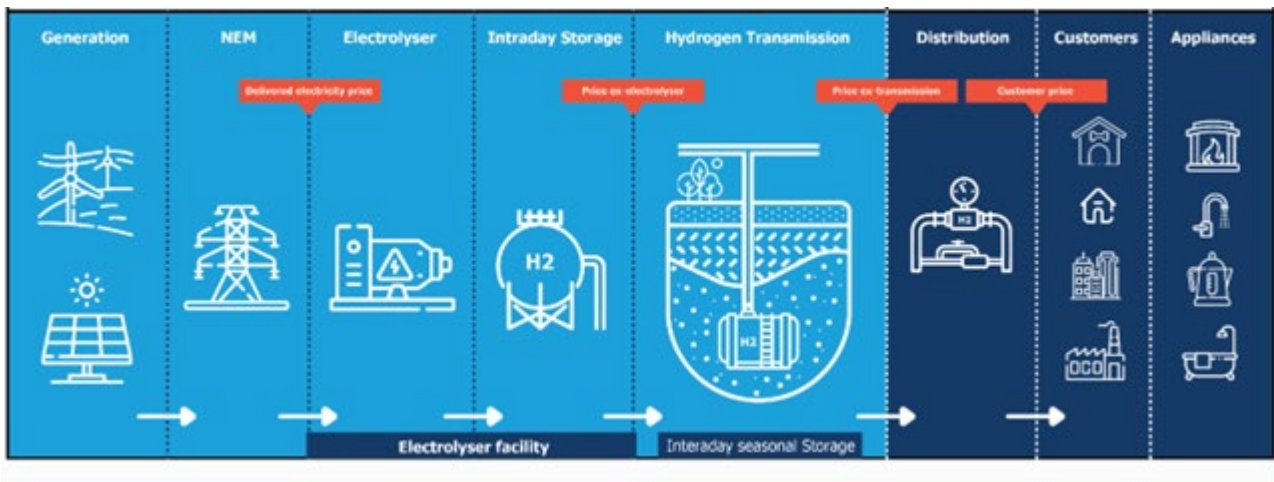 Generation
NEM
Electrolyser
Intraday Storage
Hydrogen Transmission
Distribution
Customers
Appliances
Delivered electricity price
Price ex-electrolyser
Price ex-transmission
Customer price
H2
H2
H2
Electrolyser facility
Interaday seasonal Storage